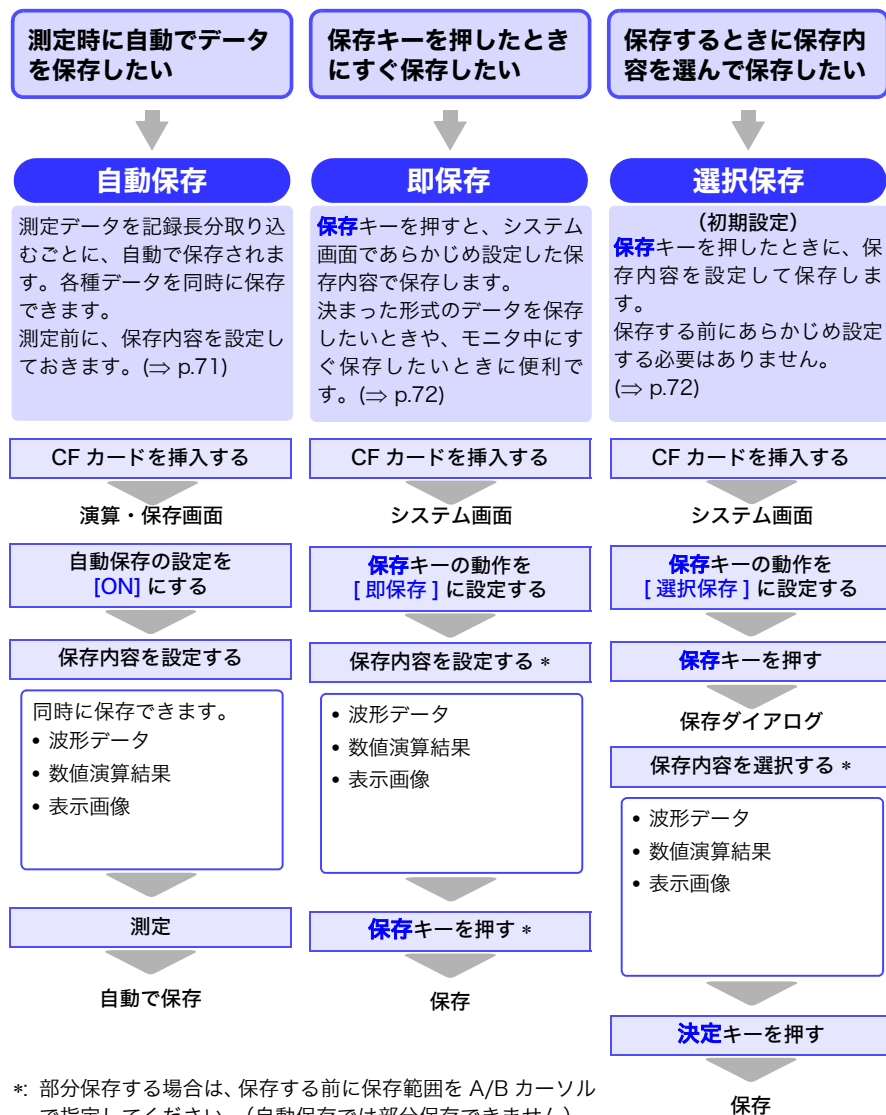 測定時に自動でデータ
を保存したい
保存キーを押したとき
にすぐ保存したい
保存するときに保存内
容を選んで保存したい
自動保存
測定データを記録長分取り込
むごとに、自動で保存されま
す。各種データを同時に保存
できます。
測定前に、保存内容を設定し
ておきます。(⇒ p.71)
即保存
保存キーを押すと、システム
画面であらかじめ設定した保
存内容で保存します。
決まった形式のデータを保存
したいときや、モニタ中にす
ぐ保存したいときに便利で
す。(⇒ p.72)
選択保存
(初期設定)
保存キーを押したときに、保
存内容を設定して保存しま
す。
保存する前にあらかじめ設定
する必要はありません。
(⇒ p.72)
CF カードを挿入する
演算・保存画面
自動保存の設定を
[ON] にする
保存内容を設定する
同時に保存できます。
• 波形データ
• 数値演算結果
• 表示画像
測定
自動で保存
CF カードを挿入する
システム画面
保存キーの動作を
[ 即保存 ] に設定する
保存内容を設定する *
• 波形データ
• 数値演算結果
• 表示画像
保存キーを押す *
保存
CF カードを挿入する
システム画面
保存キーの動作を
[ 選択保存 ] に設定する
保存キーを押す
保存ダイアログ
保存内容を選択する *
• 波形データ
• 数値演算結果
• 表示画像
決定キーを押す
保存
*: 部分保存する場合は、保存する前に保存範囲を A/B カーソル
で指定してください。(自動保存では部分保存できません)